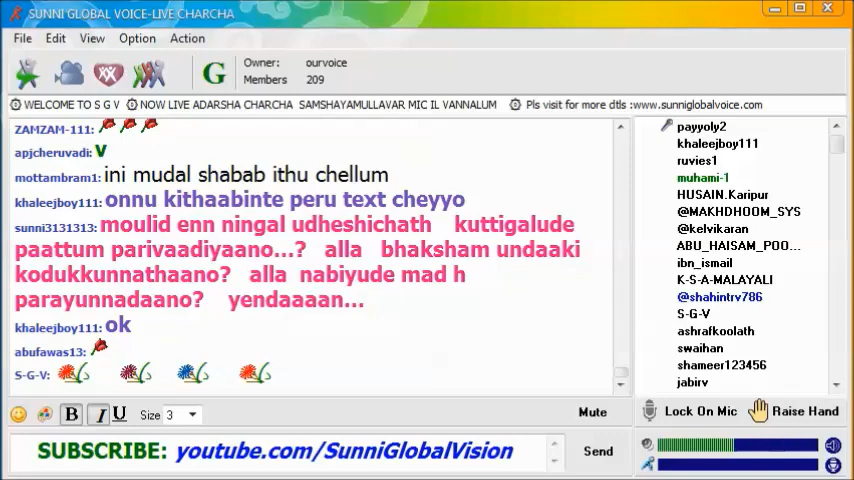 SUNNI GLOBAL VOICE-LIVE CHARCHA
File Edit View Option Action
G
Owner: ourvoice
Members 209
WELCOME TO S G V NOW LIVE ADARSHA CHARCHA SAMSHAYAMULLAVAR MIC IL VANNALUM Pls visit for more dtls :www.sunniglobalvoice.com
ZAMZAM-111:
apjcheruvadi: V
mottambram1: ini mudal shabab ithu chellum
khaleejboy111: onnu kithaabinte peru text cheyyo
sunni3131313: moulid enn ningal udheshichath kuttigalude
paattum parivaadiyaano...? alla bhaksham undaaki
kodukkunnathaano? alla nabiyude mad h
parayunnadaano? yendaaaan...
khaleejboy111: ok
abufawas13:
S-G-V:
payyoly2
khaleejboy111
ruvies1
muhami-1
HUSAIN.Karipur
@MAKHDHOOM_SYS
@kelvikaran
ABU_HAISAM_POO...
ibn_ismail
K-S-A-MALAYALI
@shahintrv786
S-G-V
ashrafkoolath
swaihan
shameer123456
jabirv
B I U Size 3 Mute
Lock On Mic Raise Hand
SUBSCRIBE: youtube.com/SunniGlobalVision
Send